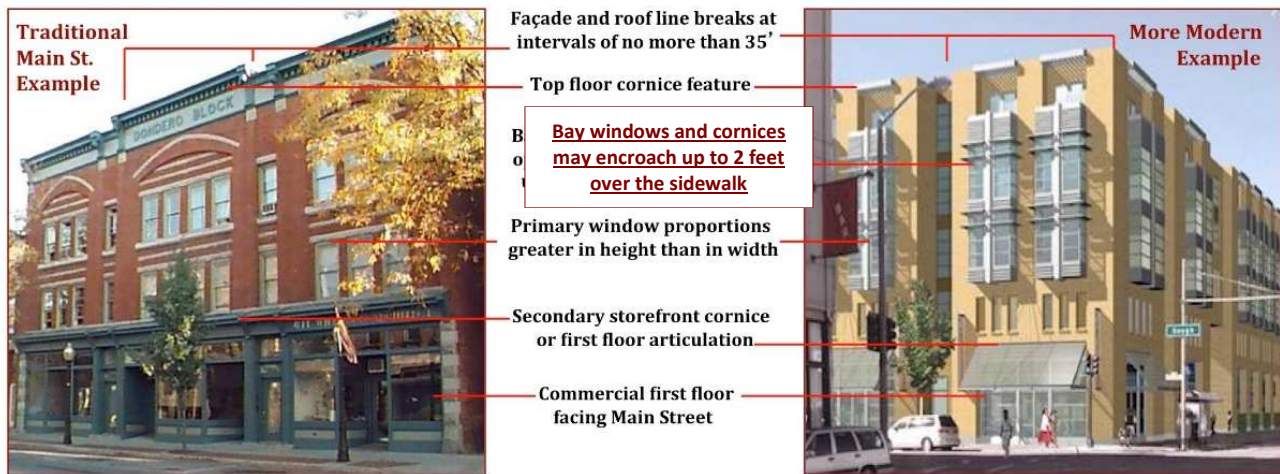 Traditional
Main St.
Example
Façade and roof line breaks at
intervals of no more than 35’
More Modern
Example
Top floor cornice feature
DONDERO BLOCK
Bay windows and cornices
may encroach up to 2 feet
over the sidewalk
Primary window proportions
greater in height than in width
Secondary storefront cornice
or first floor articulation
Gough
Commercial first floor
facing Main Street